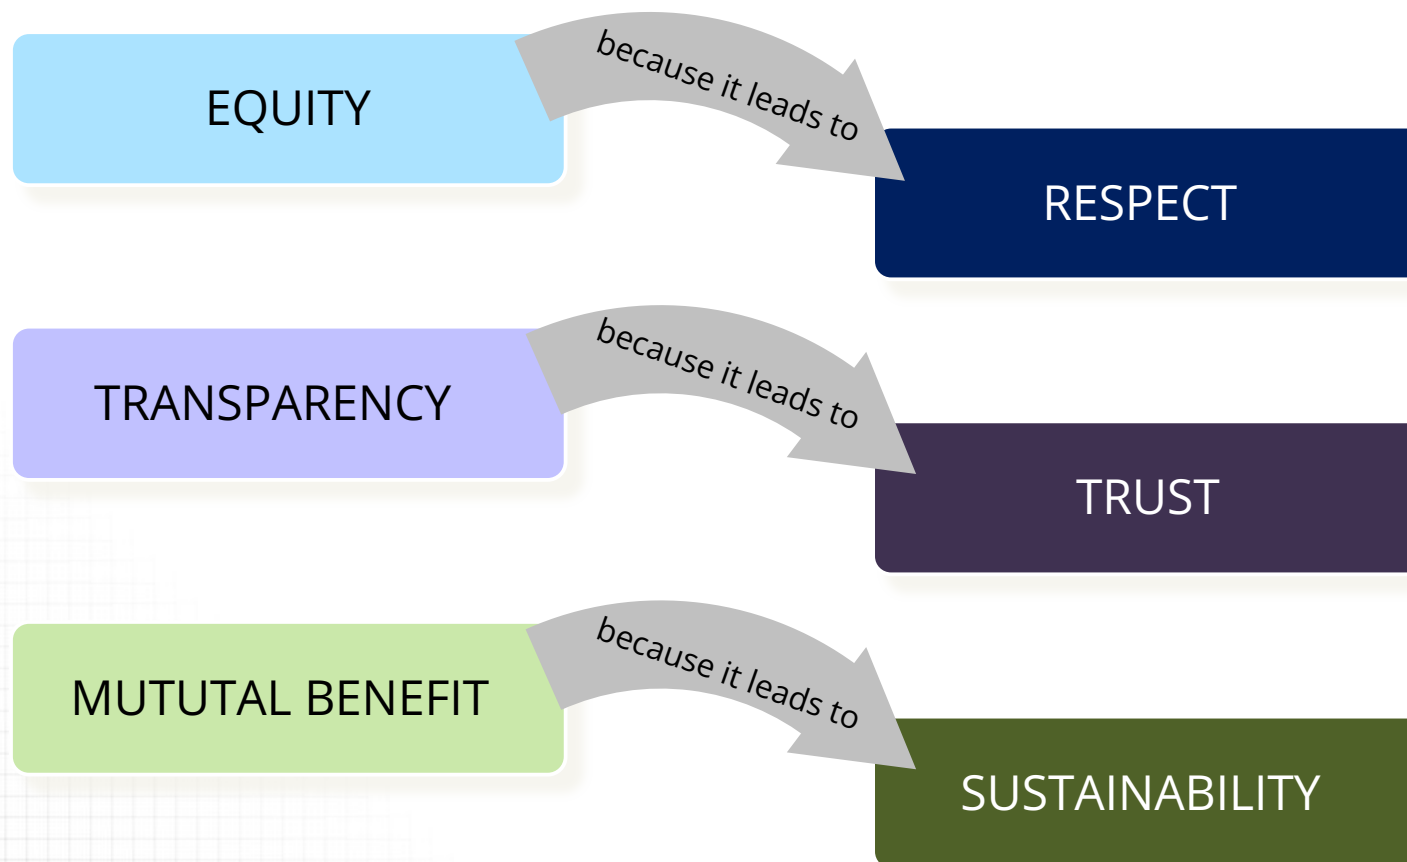 EQUITY
because it leads to
RESPECT
TRANSPARENCY
because it leads to
TRUST
MUTUTAL BENEFIT
because it leads to
SUSTAINABILITY